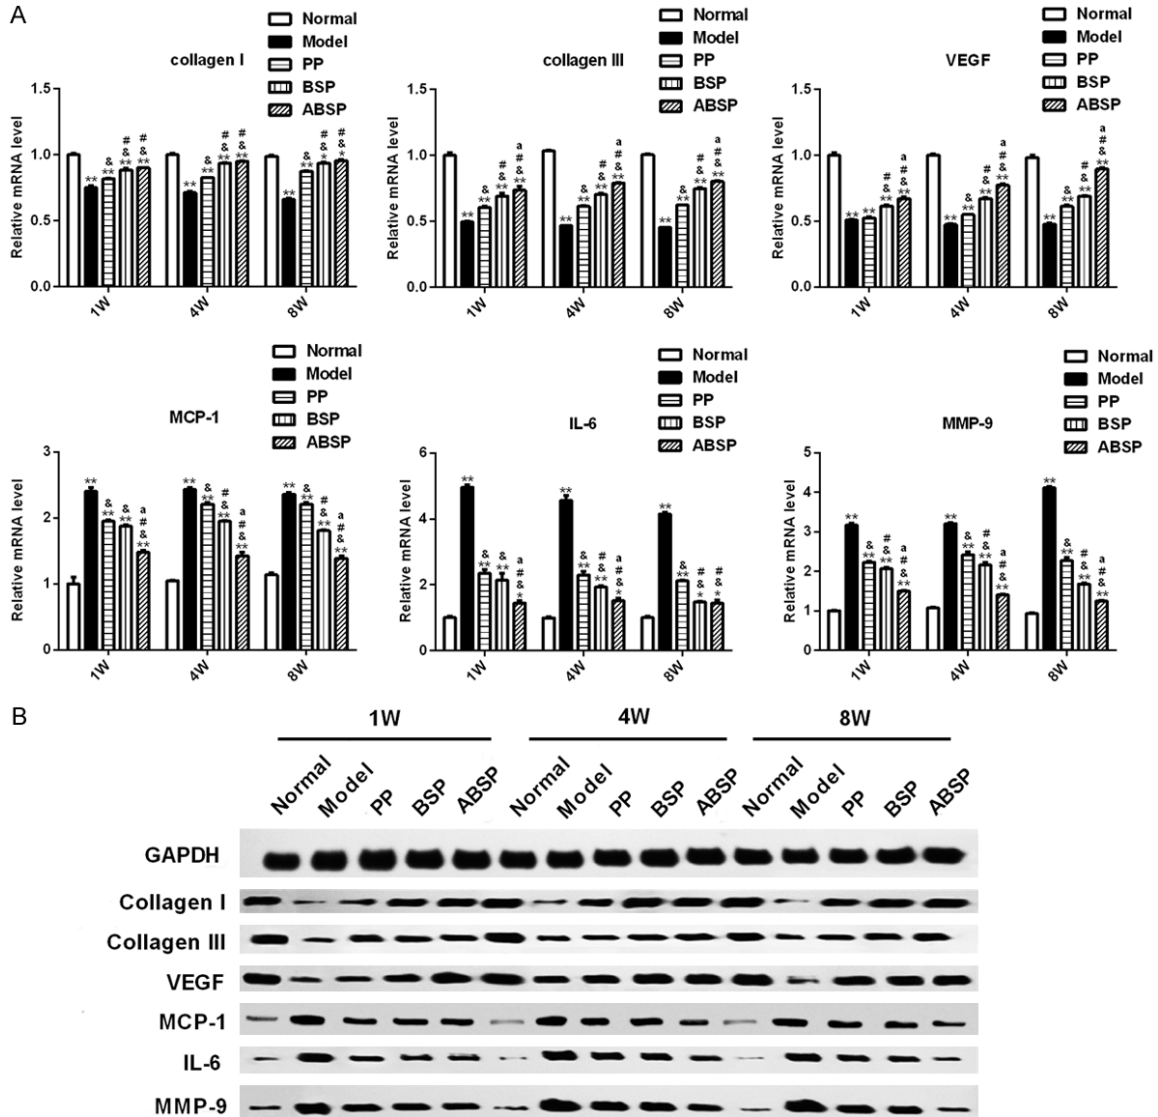 A
Normal
Model
PP
BSP
ABSP
collagen I
Relative mRNA level
1.5
1.0
0.5
0.0
**
&
**
#
&
**
#
&
**
**
&
**
#
&
**
#
&
**
**
&
**
#
&
*
#
&
*
1W
4W
8W
Normal
Model
PP
BSP
ABSP
collagen III
Relative mRNA level
1.5
1.0
0.5
0.0
**
&
**
#
&
**
a
#
&
**
**
&
**
#
&
**
a
#
&
**
**
&
**
#
&
**
a
#
&
**
1W
4W
8W
Normal
Model
PP
BSP
ABSP
VEGF
Relative mRNA level
1.5
1.0
0.5
0.0
**
**
#
&
**
a
#
&
**
**
&
**
#
&
**
a
#
&
**
**
&
**
#
&
**
a
#
&
**
1W
4W
8W
Normal
Model
PP
BSP
ABSP
MCP-1
Relative mRNA level
3
2
1
0
**
&
**
&
**
a
#
&
**
**
&
**
#
&
**
a
#
&
**
**
&
**
#
&
**
a
#
&
**
1W
4W
8W
Normal
Model
PP
BSP
ABSP
IL-6
Relative mRNA level
6
4
2
0
**
&
**
&
**
a
#
&
*
**
&
**
#
&
**
a
#
&
*
**
&
**
#
&
*
#
&
*
1W
4W
8W
Normal
Model
PP
BSP
ABSP
MMP-9
Relative mRNA level
5
4
3
2
1
0
**
&
**
#
&
**
a
#
&
**
**
&
**
#
&
**
a
#
&
**
**
&
**
#
&
**
a
#
&
**
1W
4W
8W
B
1W 4W 8W
Normal Model PP BSP ABSP Normal Model PP BSP ABSP Normal Model PP BSP ABSP
GAPDH
Collagen I
Collagen III
VEGF
MCP-1
IL-6
MMP-9